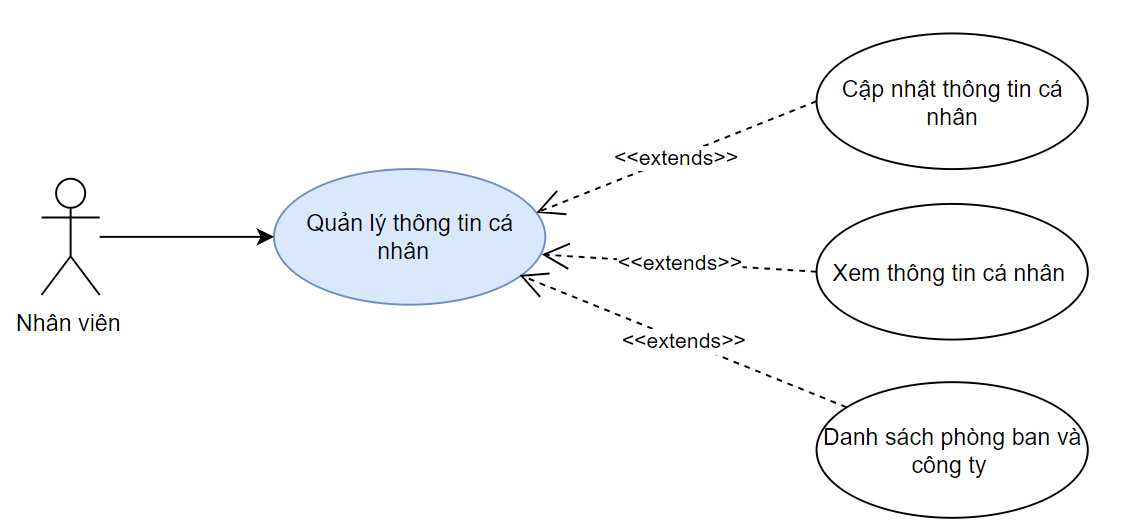 Cập nhật thông tin cá
nhân
<<extends>>
Quản lý thông tin cá
nhân
<<extends>>
Xem thông tin cá nhân
Nhân viên
<<extends>>
Danh sách phòng ban và
công ty